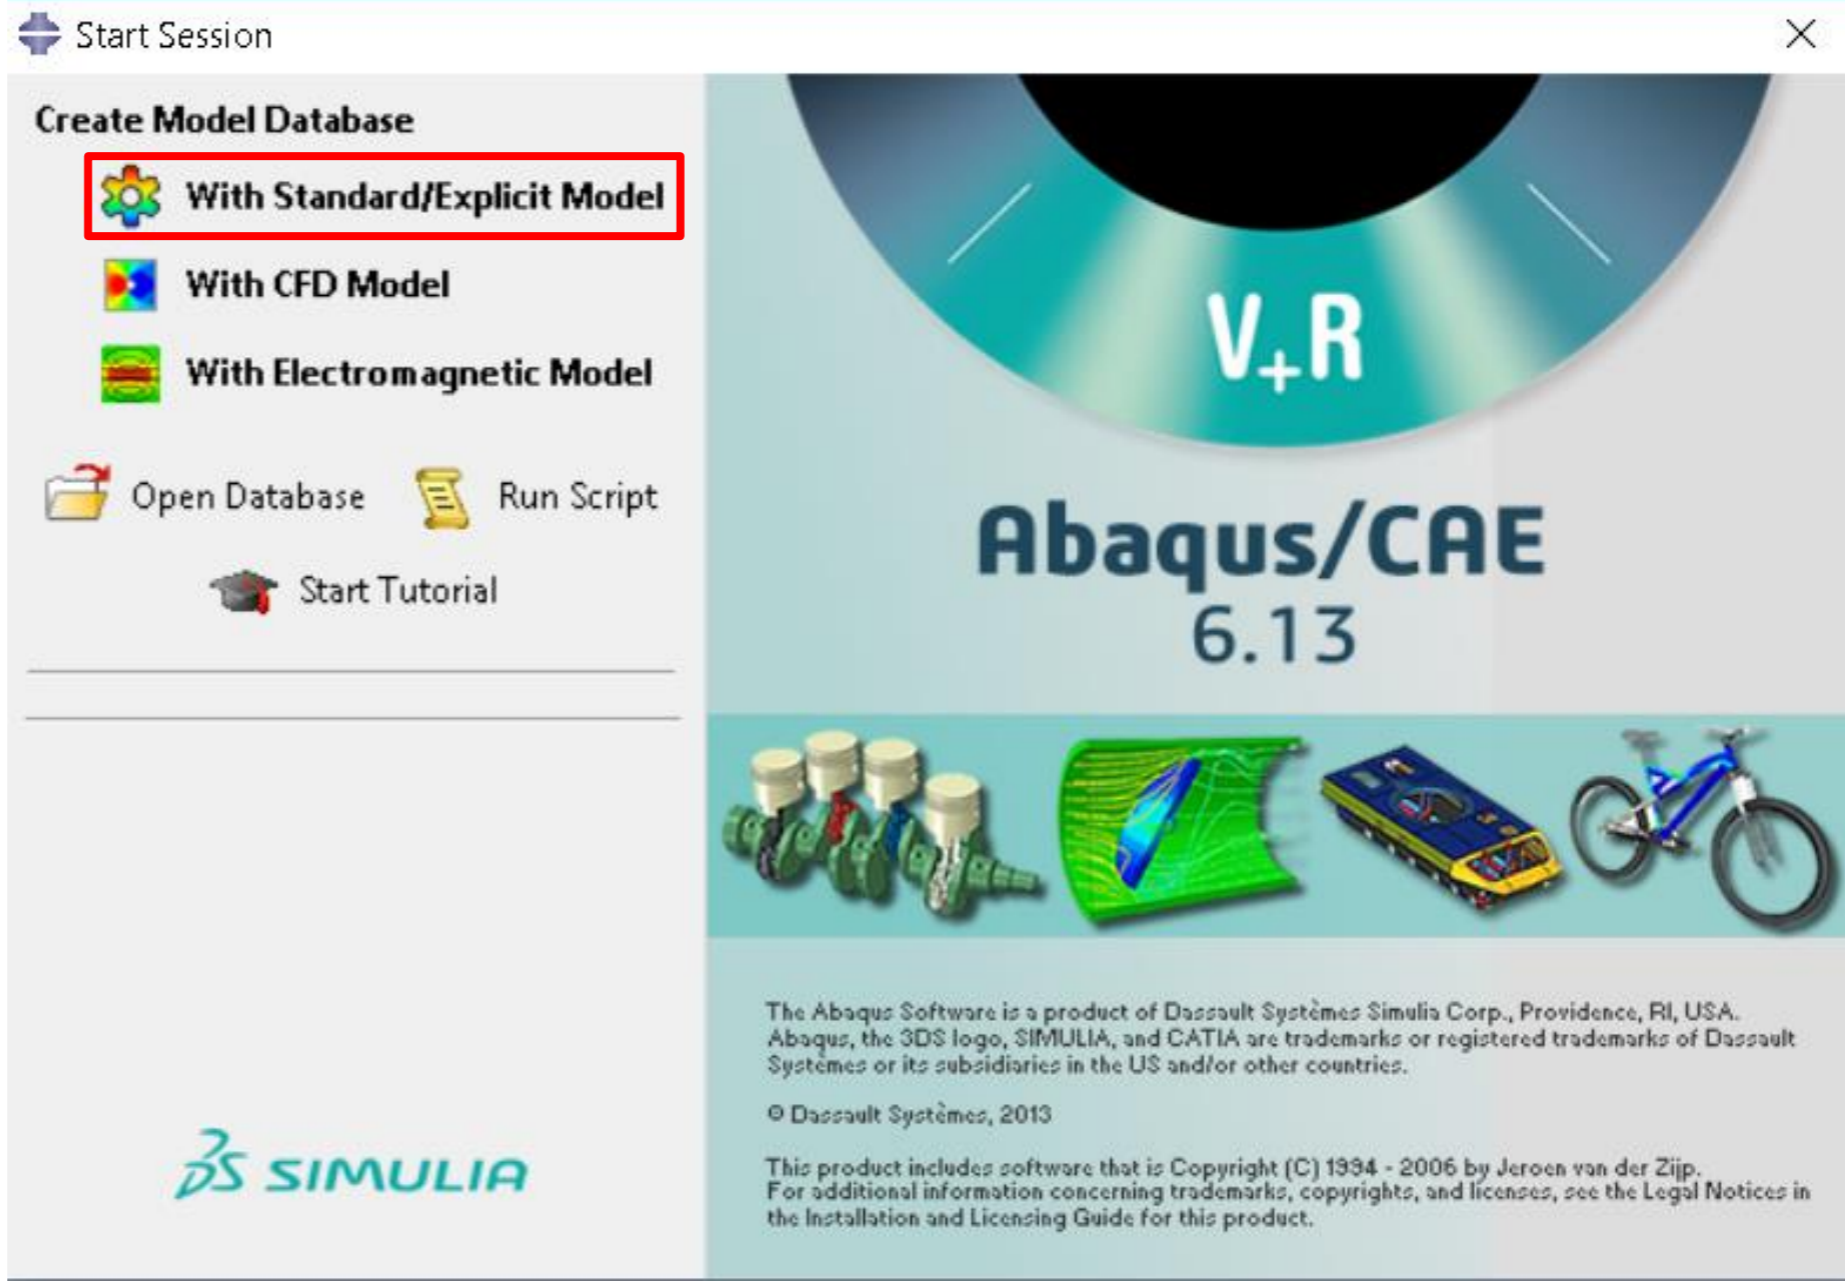 Start Session
Create Model Database
With Standard/Explicit Model
With CFD Model
With Electromagnetic Model
Open Database
Run Script
Start Tutorial
V+R
Abaqus/CAE
6.13
The Abaqus Software is a product of Dassault Systèmes Simulia Corp., Providence, RI, USA.
Abaqus, the 3DS logo, SIMULIA, and CATIA are trademarks or registered trademarks of Dassault
Systèmes or its subsidiaries in the US and/or other countries.
© Dassault Systèmes, 2013
This product includes software that is Copyright (C) 1994 - 2006 by Jeroen van der Zijp.
For additional information concerning trademarks, copyrights, and licenses, see the Legal Notices in
the Installation and Licensing Guide for this product.
3DS SIMULIA